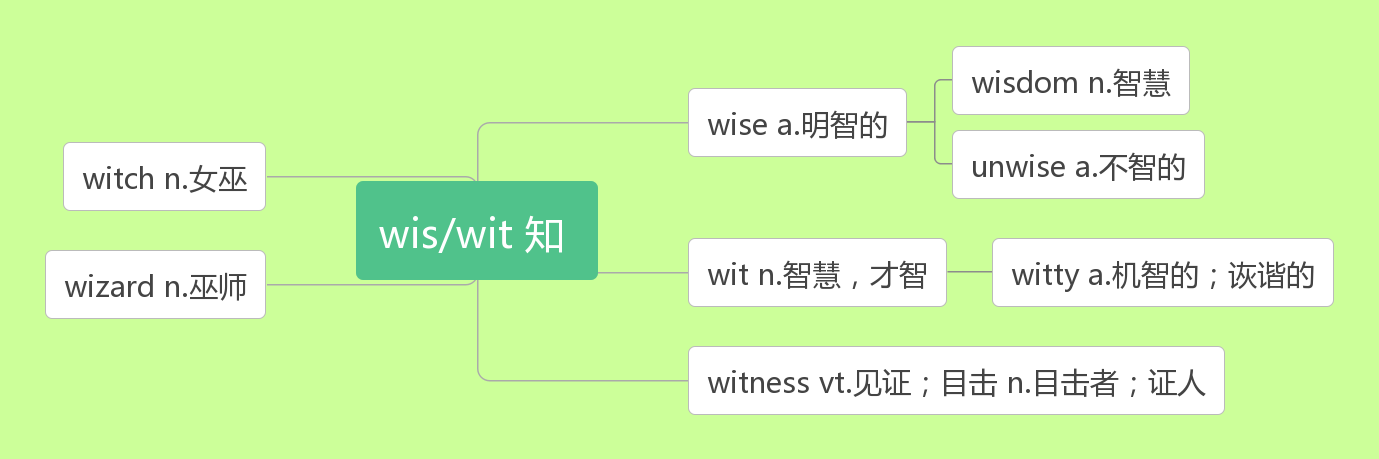 wis/wit 知
witch n.女巫
wizard n.巫师
wise a.明智的
wisdom n.智慧
unwise a.不智的
wit n.智慧，才智
witty a.机智的；诙谐的
witness vt.见证；目击 n.目击者；证人